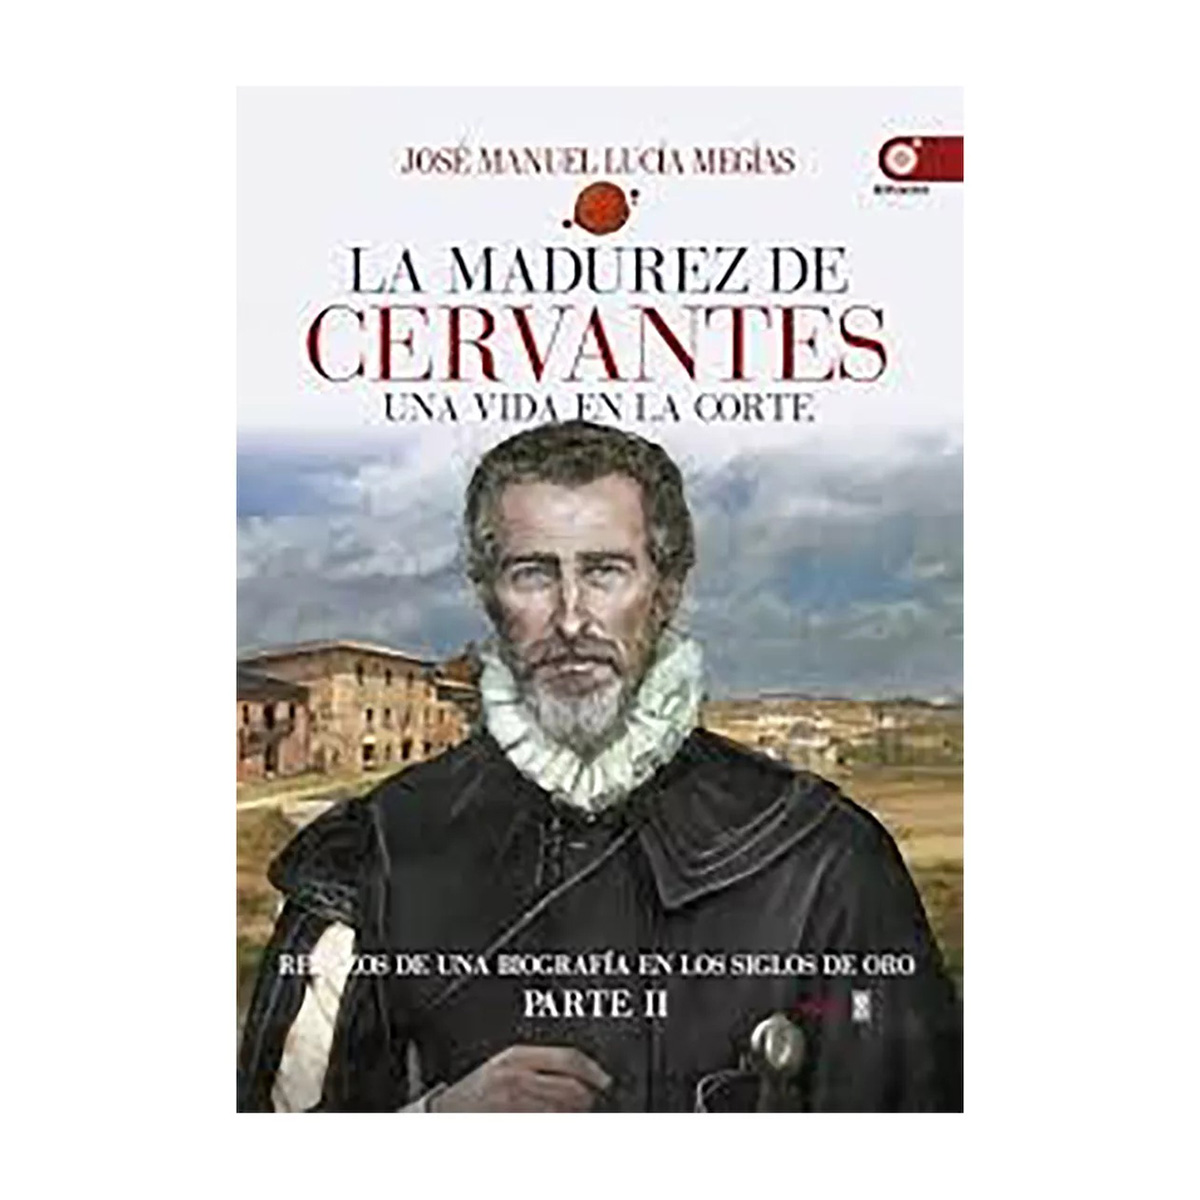 JOSÉ MANUEL LUCÍA MEGÍAS
LA MADUREZ DE
CERVANTES
UNA VIDA EN LA CORTE
RETAZOS DE UNA BIOGRAFÍA EN LOS SIGLOS DE ORO
PARTE II